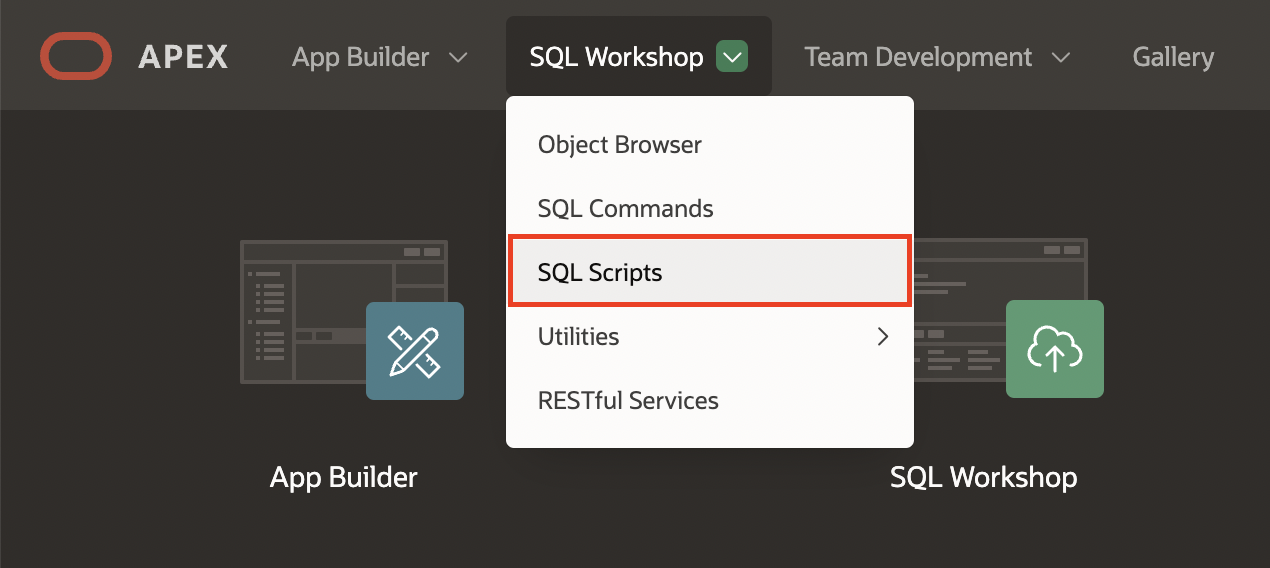 APEX App Builder SQL Workshop Team Development Gallery
Object Browser
SQL Commands
SQL Scripts
Utilities
RESTful Services
App Builder SQL Workshop